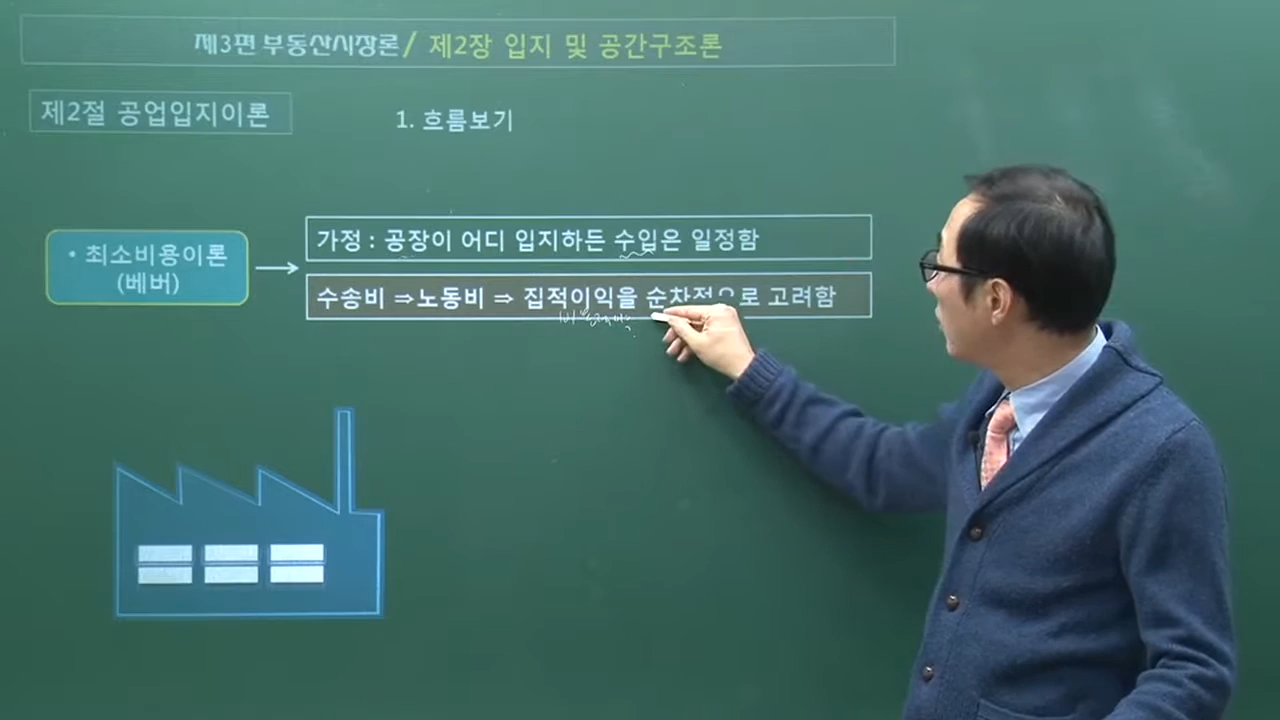 제3편 부동산시장론 / 제2장 입지 및 공간구조론
제2절 공업입지이론
1. 흐름보기
• 최소비용이론
(베버)
가정 : 공장이 어디 입지하든 수입은 일정함
수송비 ⇒노동비 ⇒ 집적이익을 순차적으로 고려함